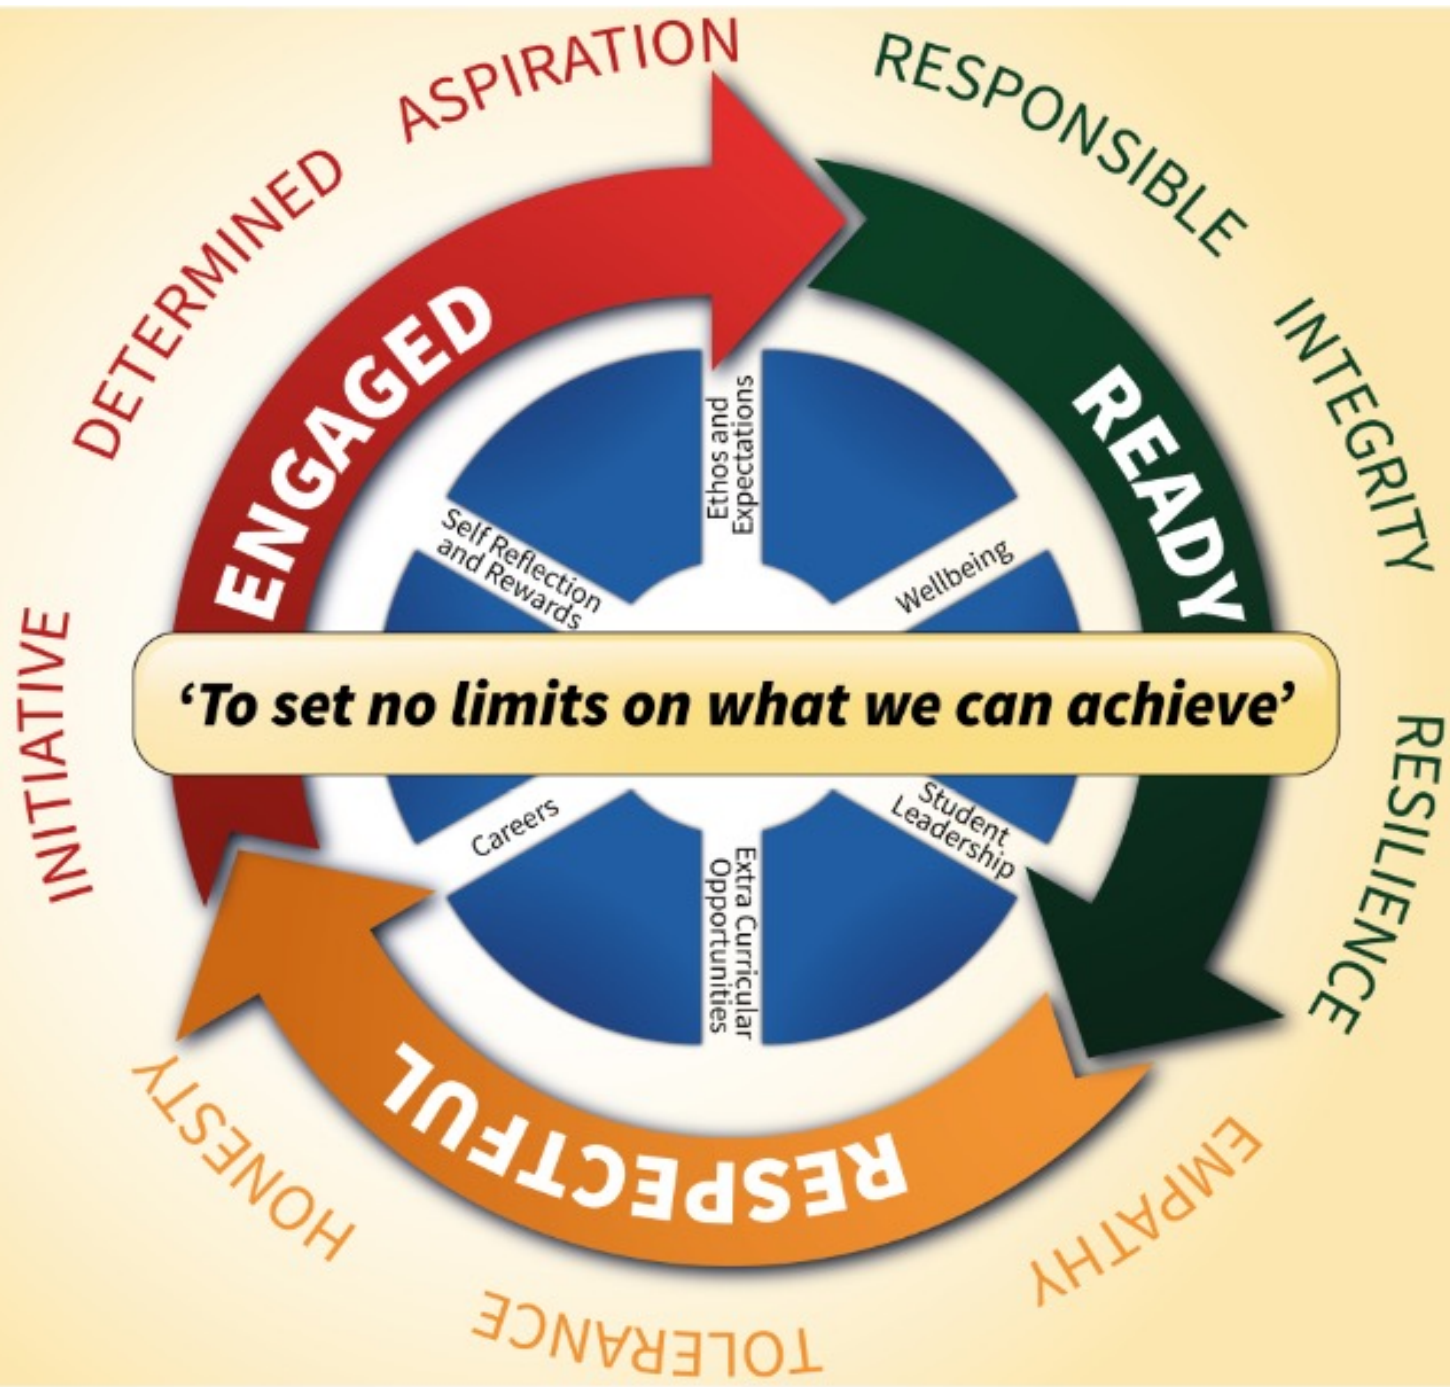 INITIATIVE
DETERMINED
ASPIRATION
RESPONSIBLE
INTEGRITY
RESILIENCE
EMPATHY
TOLERANCE
HONESTY
ENGAGED
READY
RESPECTFUL
Ethos and
Expectations
Wellbeing
Student
Leadership
Extra Curricular
Opportunities
Careers
Self Reflection
and Rewards
‘To set no limits on what we can achieve’